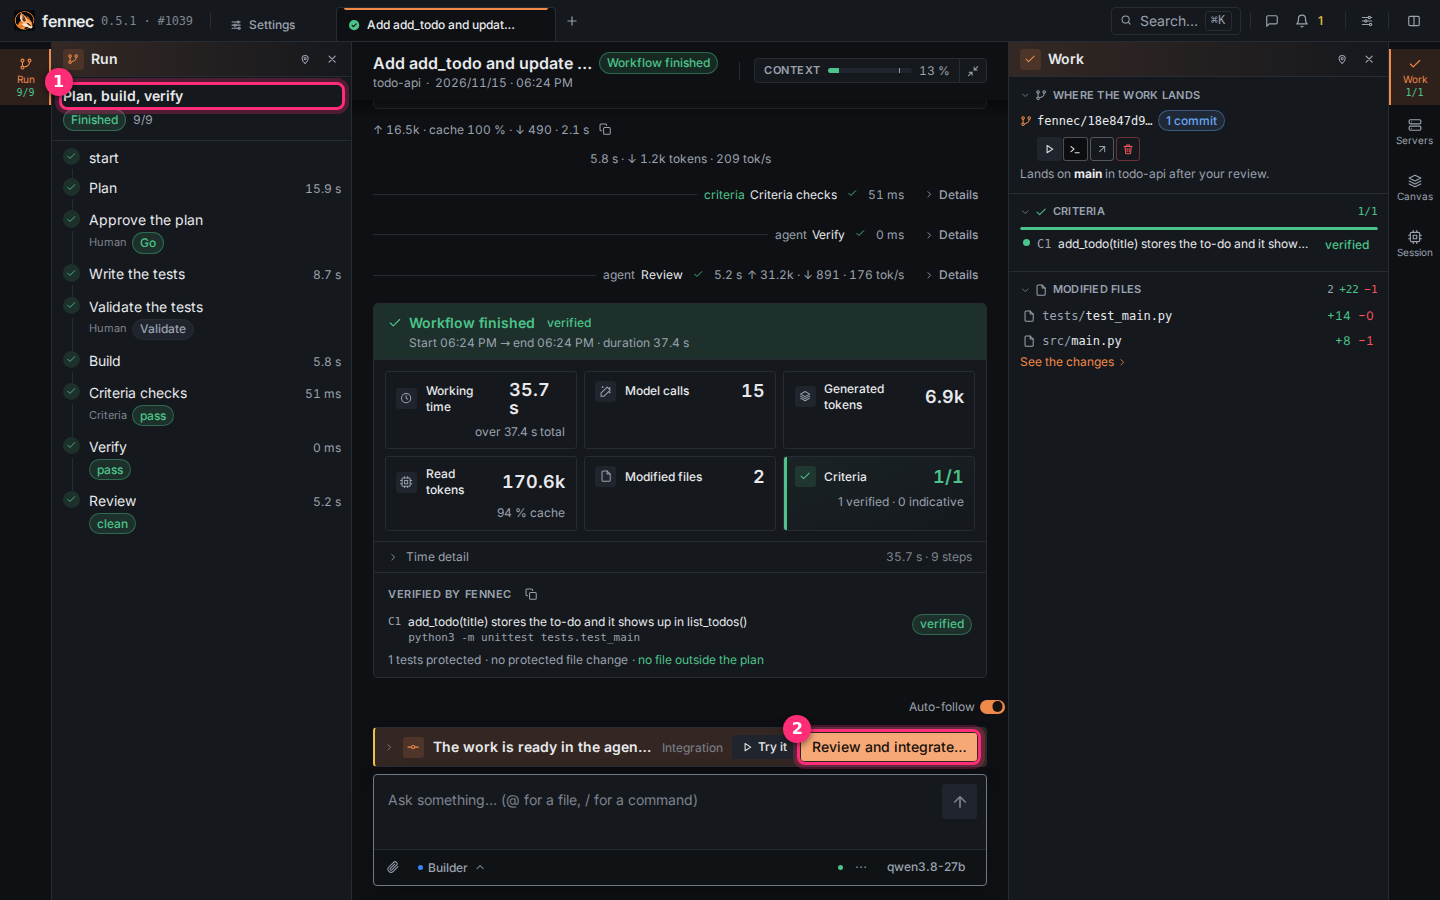 fennec 0.5.1 · #1039
Settings
Add add_todo and updat...
Search... ⌘K
1
Run
9/9
Run
1
Plan, build, verify
Finished 9/9
start
Plan 15.9 s
Approve the plan
Human Go
Write the tests 8.7 s
Validate the tests
Human Validate
Build 5.8 s
Criteria checks 51 ms
Criteria pass
Verify 0 ms
pass
Review 5.2 s
clean
Add add_todo and update ... Workflow finished
todo-api · 2026/11/15 · 06:24 PM
CONTEXT 13 %
↑ 16.5k · cache 100 % · ↓ 490 · 2.1 s
5.8 s · ↓ 1.2k tokens · 209 tok/s
criteria Criteria checks ✓ 51 ms > Details
agent Verify ✓ 0 ms > Details
agent Review ✓ 5.2 s ↑ 31.2k · ↓ 891 · 176 tok/s > Details
Workflow finished verified
Start 06:24 PM → end 06:24 PM · duration 37.4 s
Working time 35.7 s
over 37.4 s total
Model calls 15
Generated tokens 6.9k
Read tokens 170.6k
94 % cache
Modified files 2
Criteria 1/1
1 verified · 0 indicative
Time detail 35.7 s · 9 steps
VERIFIED BY FENNEC
C1 add_todo(title) stores the to-do and it shows up in list_todos() verified
python3 -m unittest tests.test_main
1 tests protected · no protected file change · no file outside the plan
Auto-follow
2
The work is ready in the agen... Integration Try it Review and integrate...
Ask something... (@ for a file, / for a command)
Builder ··· qwen3.8-27b
Work
WHERE THE WORK LANDS
fennec/18e847d9... 1 commit
Lands on main in todo-api after your review.
CRITERIA 1/1
C1 add_todo(title) stores the to-do and it show... verified
MODIFIED FILES 2 +22 −1
tests/test_main.py +14 −0
src/main.py +8 −1
See the changes >
Work
1/1
Servers
Canvas
Session